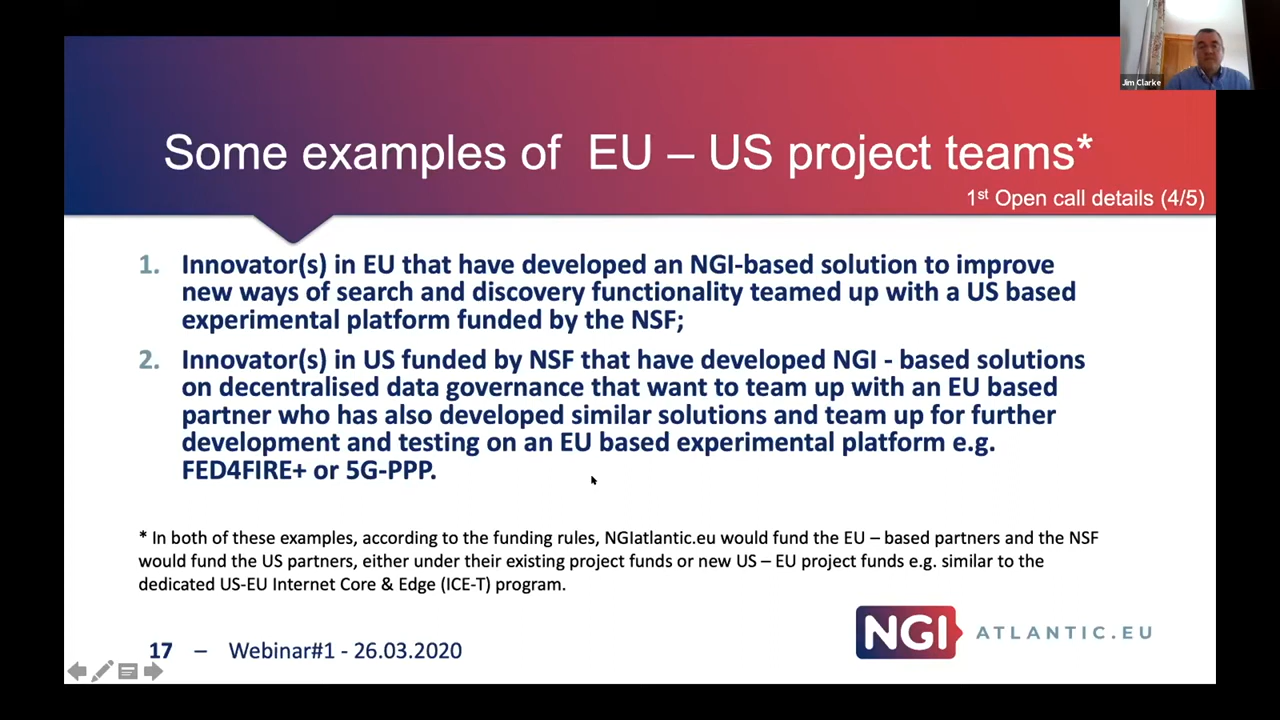 Jim Clarke
Some examples of EU – US project teams*
1st Open call details (4/5)
1. Innovator(s) in EU that have developed an NGI-based solution to improve
new ways of search and discovery functionality teamed up with a US based
experimental platform funded by the NSF;
2. Innovator(s) in US funded by NSF that have developed NGI - based solutions
on decentralised data governance that want to team up with an EU based
partner who has also developed similar solutions and team up for further
development and testing on an EU based experimental platform e.g.
FED4FIRE+ or 5G-PPP.
* In both of these examples, according to the funding rules, NGIatlantic.eu would fund the EU – based partners and the NSF
would fund the US partners, either under their existing project funds or new US – EU project funds e.g. similar to the
dedicated US-EU Internet Core & Edge (ICE-T) program.
NGI ATLANTIC.EU
17 – Webinar#1 - 26.03.2020